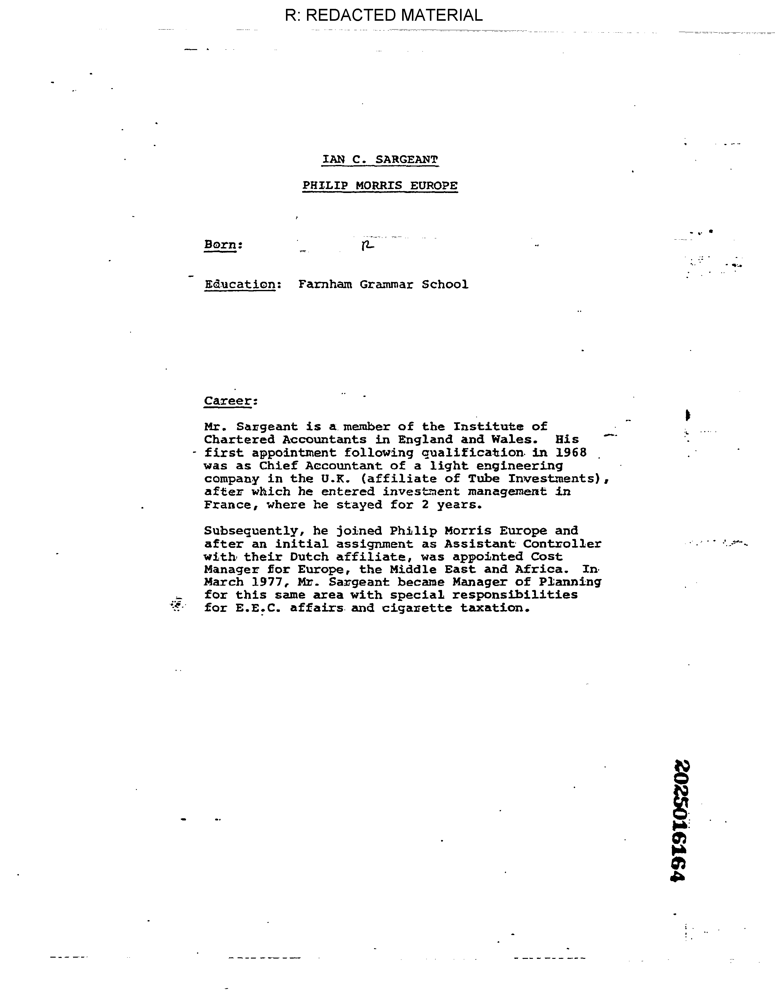 R: REDACTED MATERIAL
IAN C. SARGEANT
PHILIP MORRIS EUROPE
Born: R
Education: Farnham Grammar School
Career:
Mr. Sargeant is a member of the Institute of
Chartered Accountants in England and Wales. His
first appointment following qualification in 1968
was as Chief Accountant of a light engineering
company in the U.K. (affiliate of Tube Investments),
after which he entered investment management in
France, where he stayed for 2 years.
Subsequently, he joined Philip Morris Europe and
after an initial assignment as Assistant Controller
with their Dutch affiliate, was appointed Cost
Manager for Europe, the Middle East and Africa. In
March 1977, Mr. Sargeant became Manager of Planning
for this same area with special responsibilities
for E.E.C. affairs and cigarette taxation.
2025016164